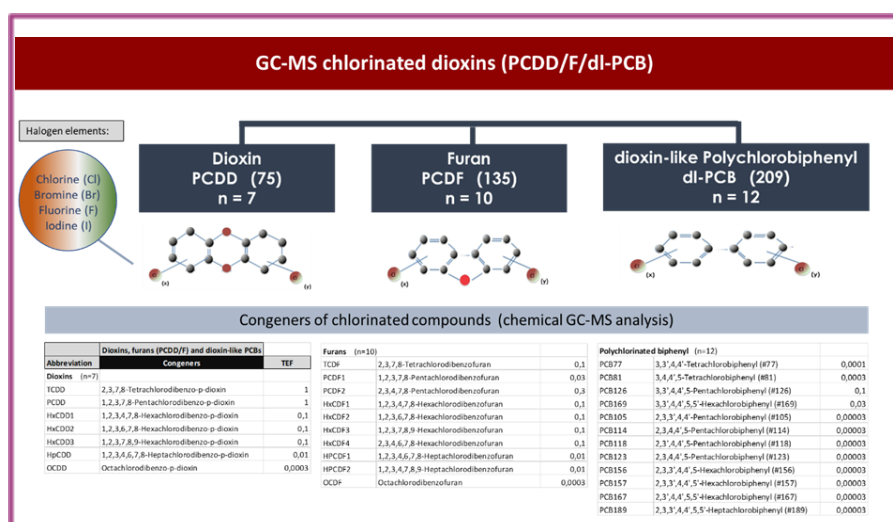 GC-MS chlorinated dioxins (PCDD/F/dl-PCB)
Halogen elements:
Chlorine (Cl)
Bromine (Br)
Fluorine (F)
Iodine (I)
Dioxin
PCDD (75)
n = 7
Furan
PCDF (135)
n = 10
dioxin-like Polychlorobiphenyl
dl-PCB (209)
n = 12
(x)
(y)
(x)
(y)
Congeners of chlorinated compounds (chemical GC-MS analysis)
Dioxins, furans (PCDD/F) and dioxin-like PCBs
Abbreviation Congeners TEF
Dioxins (n=7)
TCDD 2,3,7,8-Tetrachlorodibenzo-p-dioxin 1
PCDD 1,2,3,7,8-Pentachlorodibenzo-p-dioxin 1
HxCDD1 1,2,3,4,7,8-Hexachlorodibenzo-p-dioxin 0,1
HxCDD2 1,2,3,6,7,8-Hexachlorodibenzo-p-dioxin 0,1
HxCDD3 1,2,3,7,8,9-Hexachlorodibenzo-p-dioxin 0,1
HpCDD 1,2,3,4,6,7,8-Heptachlorodibenzo-p-dioxin 0,01
OCDD Octachlorodibenzo-p-dioxin 0,0003
Furans (n=10)
TCDF 2,3,7,8-Tetrachlorodibenzofuran 0,1
PCDF1 1,2,3,7,8-Pentachlorodibenzofuran 0,03
PCDF2 2,3,4,7,8-Pentachlorodibenzofuran 0,3
HxCDF1 1,2,3,4,7,8-Hexachlorodibenzofuran 0,1
HxCDF2 1,2,3,6,7,8-Hexachlorodibenzofuran 0,1
HxCDF3 1,2,3,7,8,9-Hexachlorodibenzofuran 0,1
HxCDF4 2,3,4,6,7,8-Hexachlorodibenzofuran 0,1
HPCDF1 1,2,3,4,6,7,8-Heptachlorodibenzofuran 0,01
HPCDF2 1,2,3,4,7,8,9-Heptachlorodibenzofuran 0,01
OCDF Octachlorodibenzofuran 0,0003
Polychlorinated biphenyl (n=12)
PCB77 3,3',4,4'-Tetrachlorobiphenyl (#77) 0,0001
PCB81 3,4,4',5-Tetrachlorobiphenyl (#81) 0,0003
PCB126 3,3',4,4',5-Pentachlorobiphenyl (#126) 0,1
PCB169 3,3',4,4',5,5'-Hexachlorobiphenyl (#169) 0,03
PCB105 2,3,3',4,4'-Pentachlorobiphenyl (#105) 0,00003
PCB114 2,3,4,4',5-Pentachlorobiphenyl (#114) 0,00003
PCB118 2,3',4,4',5-Pentachlorobiphenyl (#118) 0,00003
PCB123 2,3,4,4',5-Pentachlorobiphenyl (#123) 0,00003
PCB156 2,3,3',4,4',5-Hexachlorobiphenyl (#156) 0,00003
PCB157 2,3,3',4,4',5'-Hexachlorobiphenyl (#157) 0,00003
PCB167 2,3',4,4',5,5'-Hexachlorobiphenyl (#167) 0,00003
PCB189 2,3,3',4,4',5,5'-Heptachlorobiphenyl (#189) 0,00003